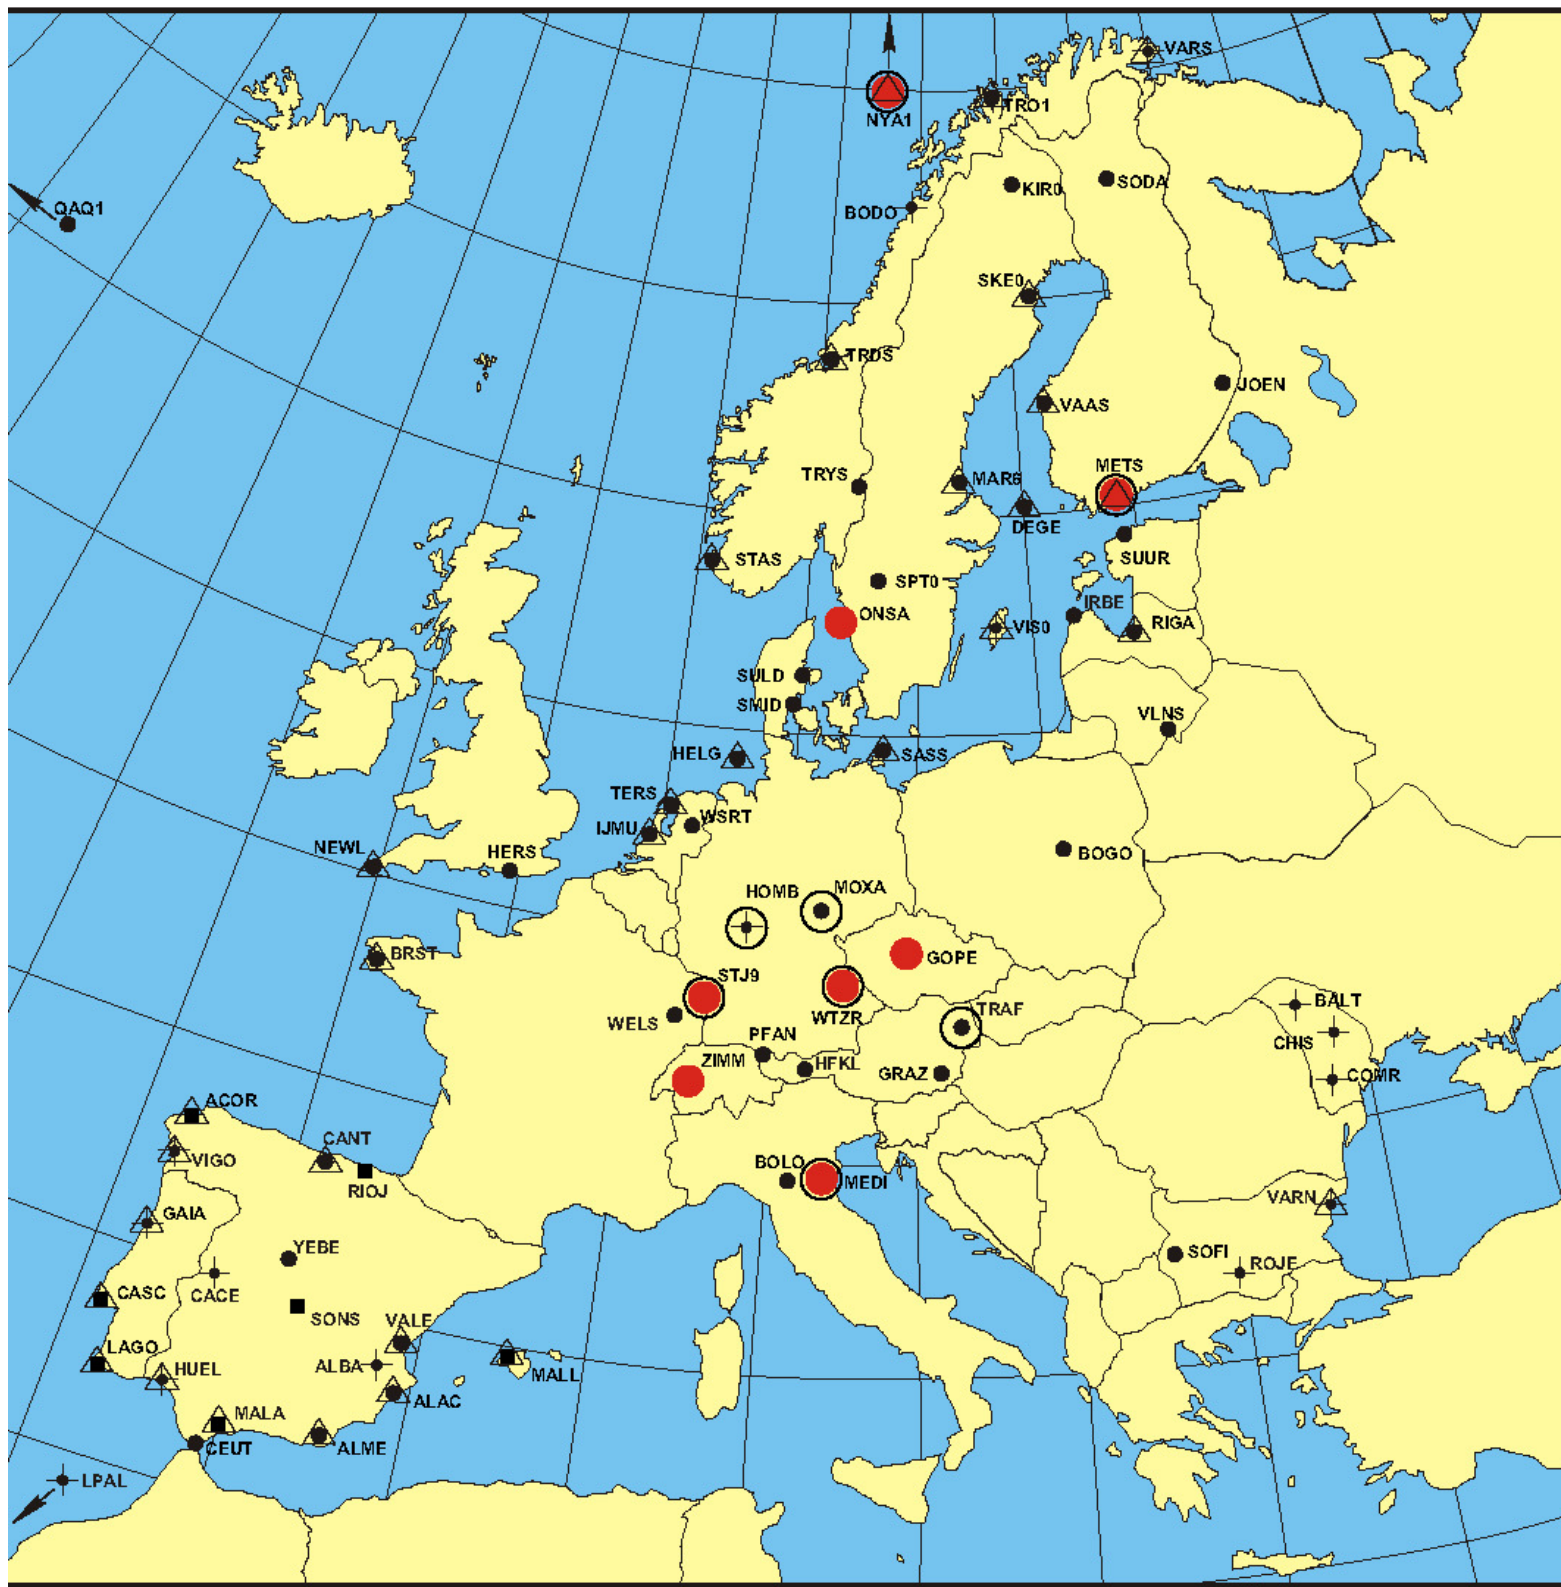 VARS
TRO1
NYA1
KIR0
SODA
QAQ1
BODO
SKE0
TRDS
JOEN
VAAS
METS
TRYS
MAR6
DEGE
SUUR
STAS
SPT0
IRBE
ONSA
RIGA
VIS0
SULD
SMID
VLNS
HELG
SASS
TERS
WSRT
IJMU
NEWL
HERS
BOGO
HOMB
MOXA
BRST
GOPE
STJ9
WTZR
TRAF
BALT
WELS
CHIS
PFAN
ZIMM
HFKL
GRAZ
COMR
ACOR
CANT
VIGO
RIOJ
BOLO
MEDI
VARN
GAIA
YEBE
SOFI
ROJE
CASC
CACE
SONS
VALE
LAGO
HUEL
ALBA
MALL
ALAC
MALA
CEUT
ALME
LPAL